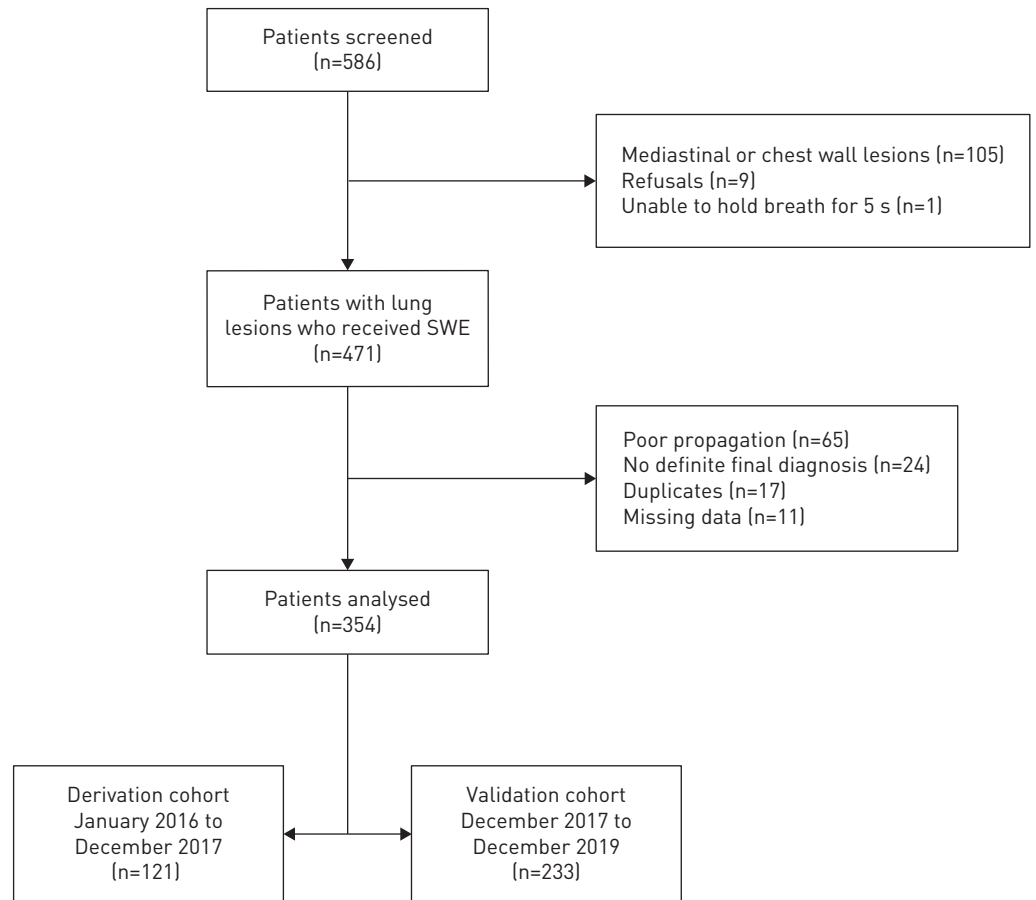 Patients screened
(n=586)
Mediastinal or chest wall lesions (n=105)
Refusals (n=9)
Unable to hold breath for 5 s (n=1)
Patients with lung
lesions who received SWE
(n=471)
Poor propagation (n=65)
No definite final diagnosis (n=24)
Duplicates (n=17)
Missing data (n=11)
Patients analysed
(n=354)
Derivation cohort
January 2016 to
December 2017
(n=121)
Validation cohort
December 2017 to
December 2019
(n=233)